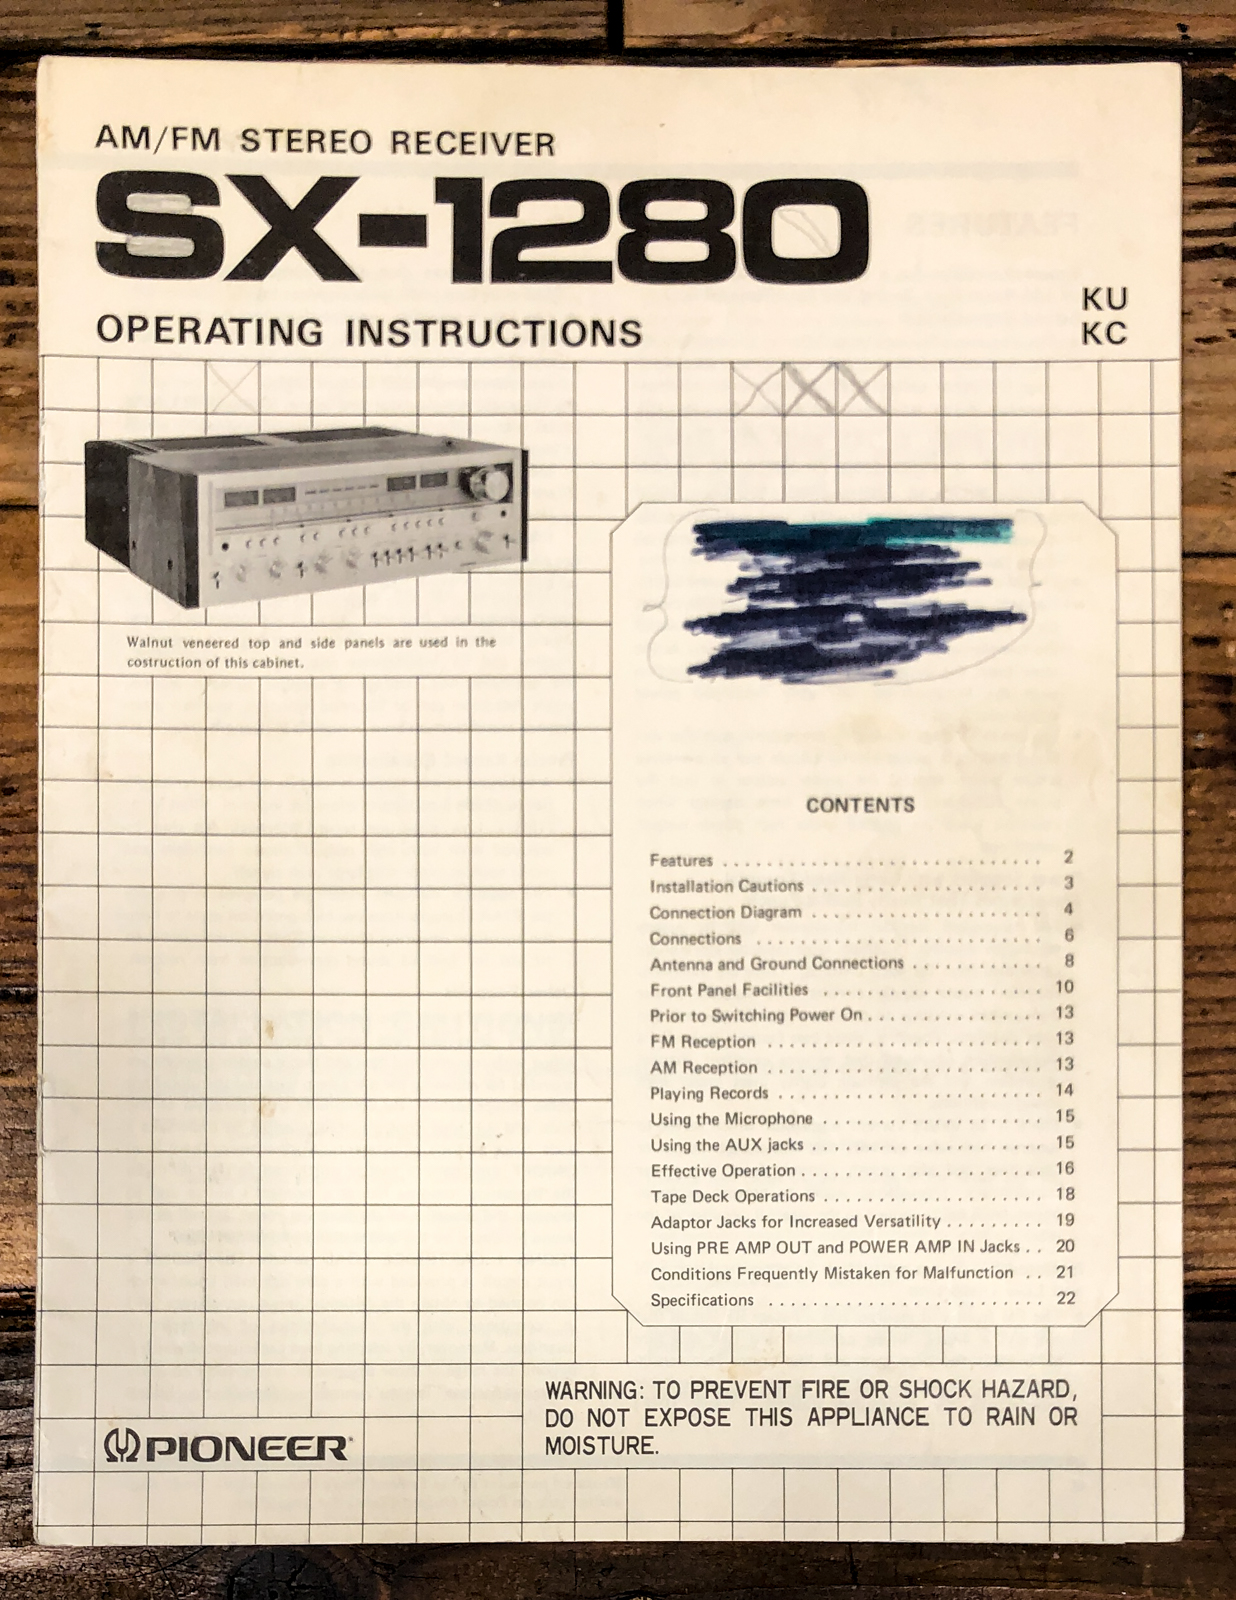 AM/FM STEREO RECEIVER
SX-1280
OPERATING INSTRUCTIONS
KU
KC
Walnut veneered top and side panels are used in the
costruction of this cabinet.
CONTENTS
Features . . . . . . . . . . . . . . . . . . . . . . . . . . . . . 2
Installation Cautions . . . . . . . . . . . . . . . . . . . . . 3
Connection Diagram . . . . . . . . . . . . . . . . . . . . . 4
Connections . . . . . . . . . . . . . . . . . . . . . . . . . . 6
Antenna and Ground Connections . . . . . . . . . . . . 8
Front Panel Facilities . . . . . . . . . . . . . . . . . . . . 10
Prior to Switching Power On . . . . . . . . . . . . . . . . 13
FM Reception . . . . . . . . . . . . . . . . . . . . . . . . . 13
AM Reception . . . . . . . . . . . . . . . . . . . . . . . . . 13
Playing Records . . . . . . . . . . . . . . . . . . . . . . . . 14
Using the Microphone . . . . . . . . . . . . . . . . . . . . 15
Using the AUX jacks . . . . . . . . . . . . . . . . . . . . . 15
Effective Operation . . . . . . . . . . . . . . . . . . . . . . 16
Tape Deck Operations . . . . . . . . . . . . . . . . . . . . 18
Adaptor Jacks for Increased Versatility . . . . . . . . . 19
Using PRE AMP OUT and POWER AMP IN Jacks . . 20
Conditions Frequently Mistaken for Malfunction . . 21
Specifications . . . . . . . . . . . . . . . . . . . . . . . . . 22
WARNING: TO PREVENT FIRE OR SHOCK HAZARD,
DO NOT EXPOSE THIS APPLIANCE TO RAIN OR
MOISTURE.
PIONEER